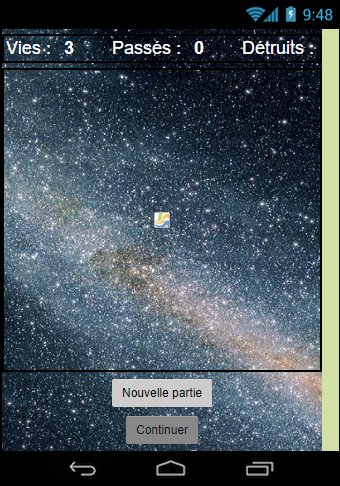 9:48
Vies : 3 Passés : 0 Détruits :
Nouvelle partie
Continuer